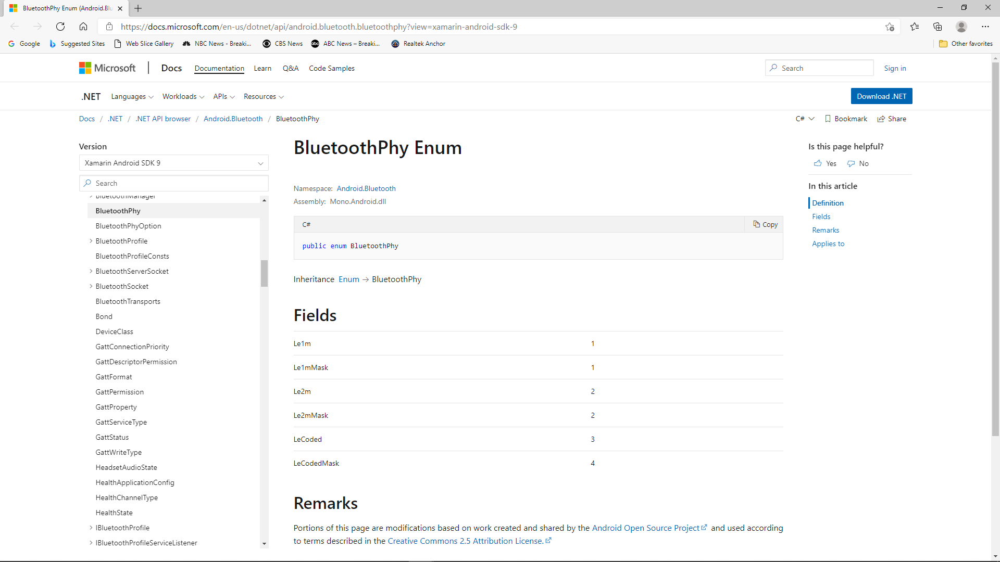 BluetoothPhy Enum (Android.Blu
https://docs.microsoft.com/en-us/dotnet/api/android.bluetooth.bluetoothphy?view=xamarin-android-sdk-9
Google Suggested Sites Web Slice Gallery NBC News - Breaki... CBS News ABC News – Breaki... Realtek Anchor Other favorites
Microsoft Docs Documentation Learn Q&A Code Samples Search Sign in
.NET Languages Workloads APIs Resources Download .NET
Docs / .NET / .NET API browser / Android.Bluetooth / BluetoothPhy C# Bookmark Share
Version
Xamarin Android SDK 9
Search
BluetoothManager
BluetoothPhy
BluetoothPhyOption
BluetoothProfile
BluetoothProfileConsts
BluetoothServerSocket
BluetoothSocket
BluetoothTransports
Bond
DeviceClass
GattConnectionPriority
GattDescriptorPermission
GattFormat
GattPermission
GattProperty
GattServiceType
GattStatus
GattWriteType
HeadsetAudioState
HealthApplicationConfig
HealthChannelType
HealthState
IBluetoothProfile
IBluetoothProfileServiceListener
BluetoothPhy Enum
Namespace: Android.Bluetooth
Assembly: Mono.Android.dll
C# Copy
public enum BluetoothPhy
Inheritance Enum → BluetoothPhy
Fields
Le1m 1
Le1mMask 1
Le2m 2
Le2mMask 2
LeCoded 3
LeCodedMask 4
Remarks
Portions of this page are modifications based on work created and shared by the Android Open Source Project and used according
to terms described in the Creative Commons 2.5 Attribution License.
Is this page helpful?
Yes No
In this article
Definition
Fields
Remarks
Applies to